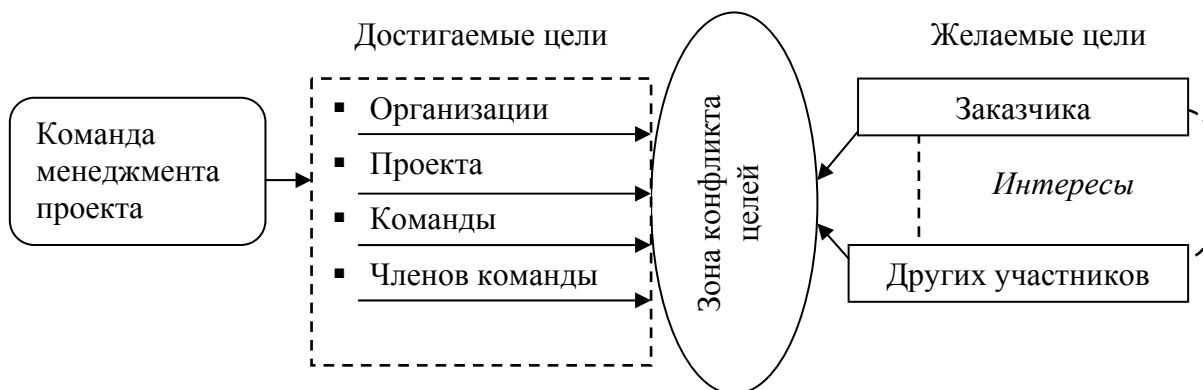 Достигаемые цели
Желаемые цели
Команда
менеджмента
проекта
▪ Организации
▪ Проекта
▪ Команды
▪ Членов команды
Зона конфликта
целей
Заказчика
Интересы
Других участников